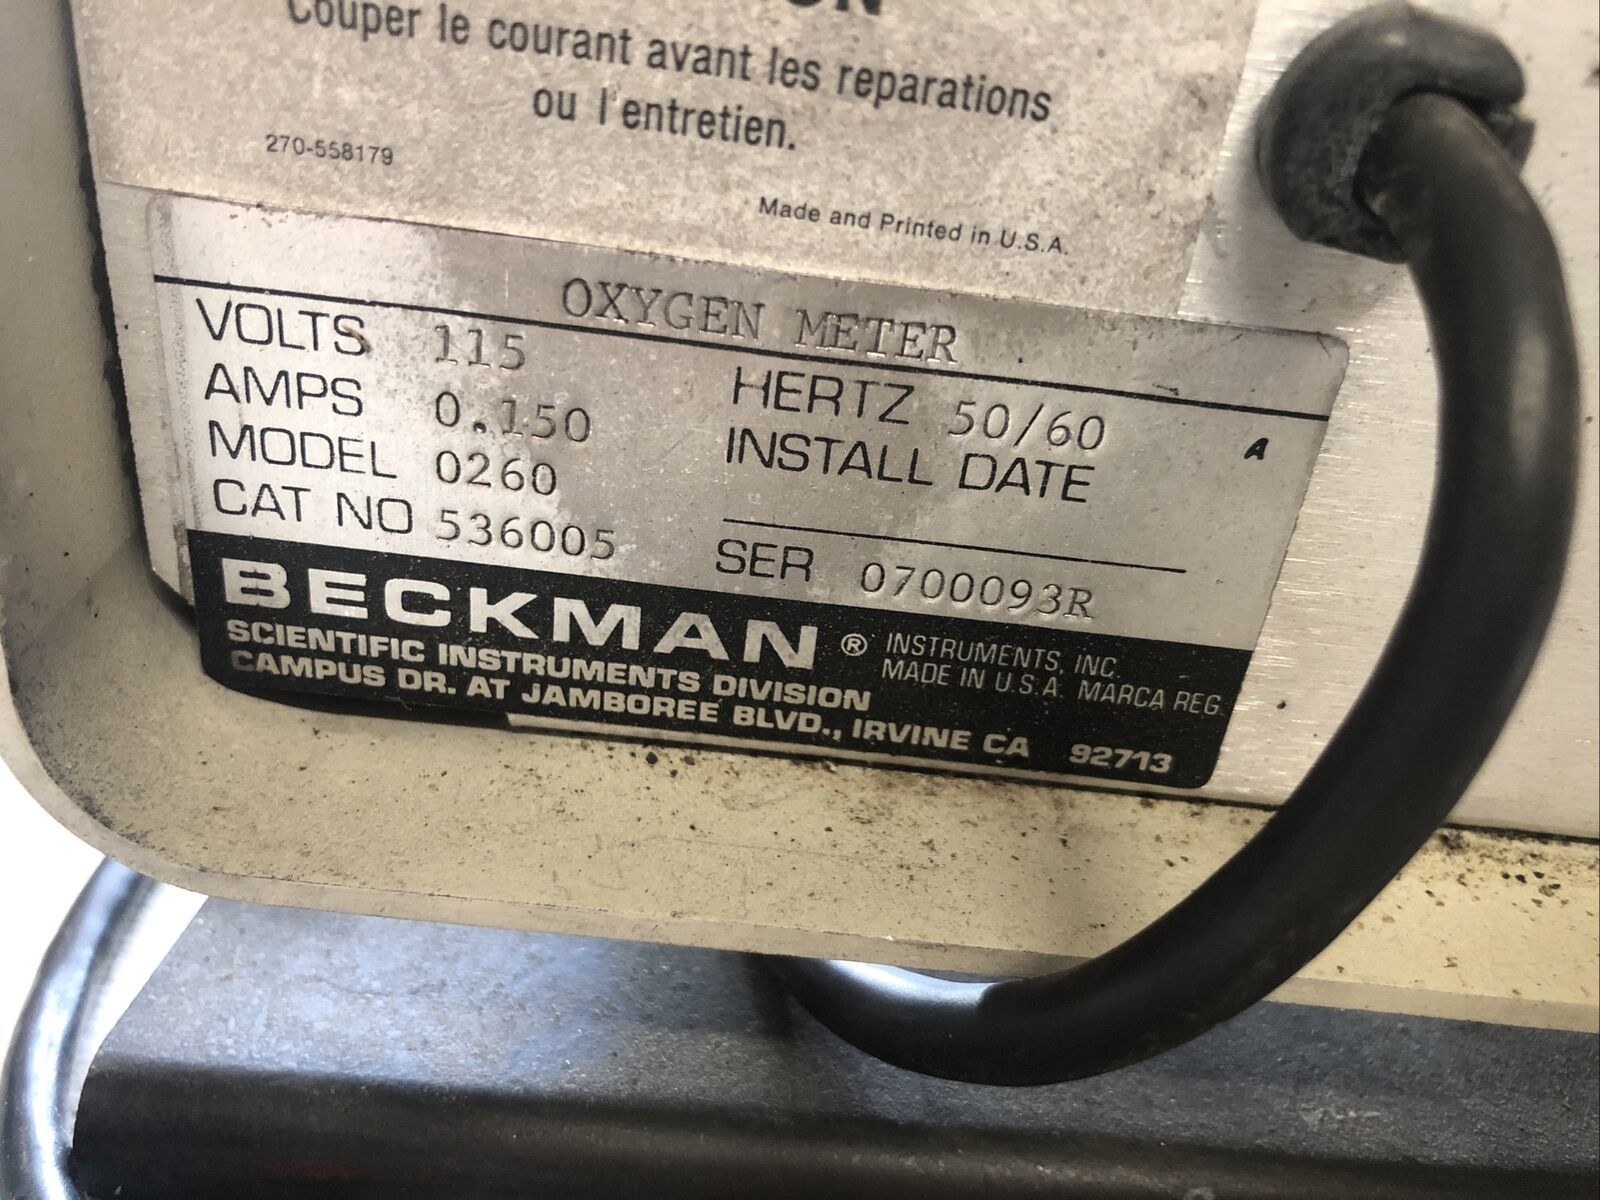 Couper le courant avant les reparations
ou l'entretien.
270-558179
Made and Printed in U.S.A.
OXYGEN METER
VOLTS 115
HERTZ 50/60
A
AMPS 0.150
INSTALL DATE
MODEL 0260
CAT NO 536005
SER 0700093R
BECKMAN ® INSTRUMENTS, INC.
MADE IN U.S.A. MARCA REG.
SCIENTIFIC INSTRUMENTS DIVISION
CAMPUS DR. AT JAMBOREE BLVD., IRVINE CA 92713